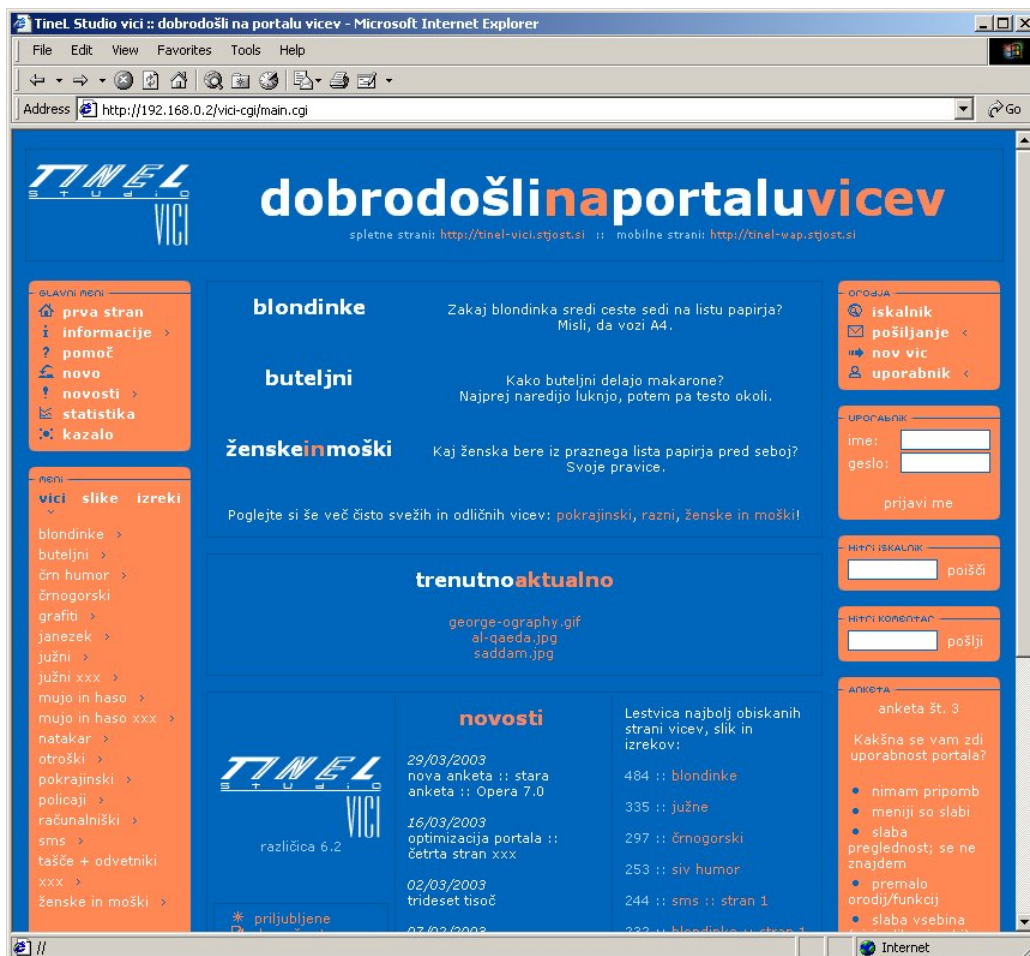 TineL Studio vici :: dobrodošli na portalu vicev - Microsoft Internet Explorer
File Edit View Favorites Tools Help
Address http://192.168.0.2/vici-cgi/main.cgi Go
TINEL
studio
VICI
dobrodošlinaportaluvicev
spletne strani: http://tinel-vici.stjost.si :: mobilne strani: http://tinel-wap.stjost.si
GLAVNI MENI
prva stran
informacije ›
pomoč
novo
novosti ›
statistika
kazalo
MENI
vici slike izreki
blondinke ›
buteljni ›
črn humor ›
črnogorski
grafiti ›
janezek ›
južni ›
južni xxx ›
mujo in haso ›
mujo in haso xxx ›
natakar ›
otroški ›
pokrajinski ›
policaji ›
računalniški ›
sms ›
tašče + odvetniki
xxx ›
ženske in moški ›
blondinke
Zakaj blondinka sredi ceste sedi na listu papirja?
Misli, da vozi A4.
buteljni
Kako buteljni delajo makarone?
Najprej naredijo luknjo, potem pa testo okoli.
ženskeinmoški
Kaj ženska bere iz praznega lista papirja pred seboj?
Svoje pravice.
Poglejte si še več čisto svežih in odličnih vicev: pokrajinski, razni, ženske in moški!
trenutnoaktualno
george-ography.gif
al-qaeda.jpg
saddam.jpg
TINEL
studio
VICI
različica 6.2
priljubljene
novosti
29/03/2003
nova anketa :: stara
anketa :: Opera 7.0
16/03/2003
optimizacija portala ::
četrta stran xxx
02/03/2003
trideset tisoč
07/02/2003
Lestvica najbolj obiskanih
strani vicev, slik in
izrekov:
484 :: blondinke
335 :: južne
297 :: črnogorski
253 :: siv humor
244 :: sms :: stran 1
232 :: blondinke :: stran 1
ORODJA
iskalnik
pošiljanje ‹
nov vic
uporabnik ‹
UPORABNIK
ime:
geslo:
prijavi me
HITRI ISKALNIK
poišči
HITRI KOMENTAR
pošlji
ANKETA
anketa št. 3
Kakšna se vam zdi
uporabnost portala?
• nimam pripomb
• meniji so slabi
• slaba
preglednost; se ne
znajdem
• premalo
orodij/funkcij
• slaba vsebina
// Internet